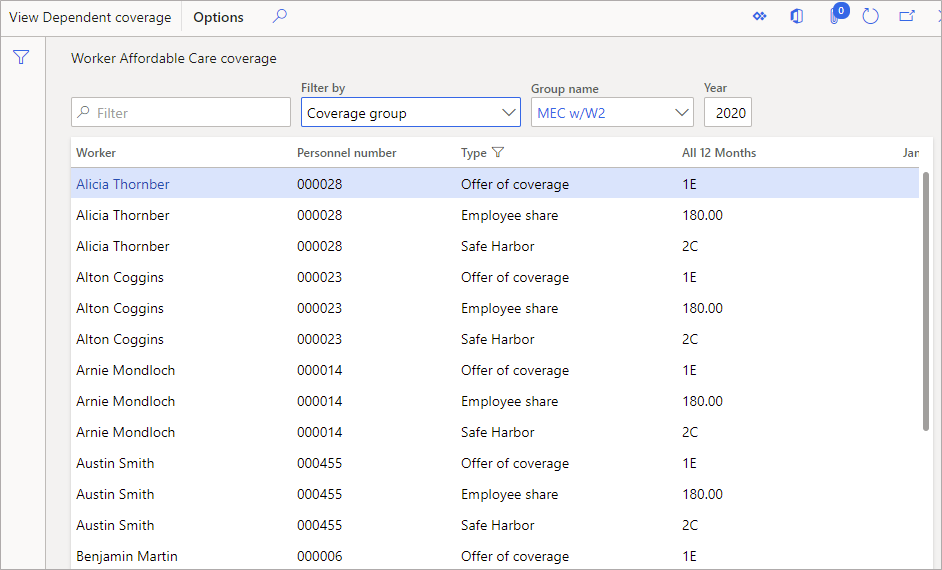 View Dependent coverage Options 0
Worker Affordable Care coverage
Filter by Group name Year
Filter Coverage group MEC w/W2 2020
Worker Personnel number Type All 12 Months Jan
Alicia Thornber 000028 Offer of coverage 1E
Alicia Thornber 000028 Employee share 180.00
Alicia Thornber 000028 Safe Harbor 2C
Alton Coggins 000023 Offer of coverage 1E
Alton Coggins 000023 Employee share 180.00
Alton Coggins 000023 Safe Harbor 2C
Arnie Mondloch 000014 Offer of coverage 1E
Arnie Mondloch 000014 Employee share 180.00
Arnie Mondloch 000014 Safe Harbor 2C
Austin Smith 000455 Offer of coverage 1E
Austin Smith 000455 Employee share 180.00
Austin Smith 000455 Safe Harbor 2C
Benjamin Martin 000006 Offer of coverage 1E